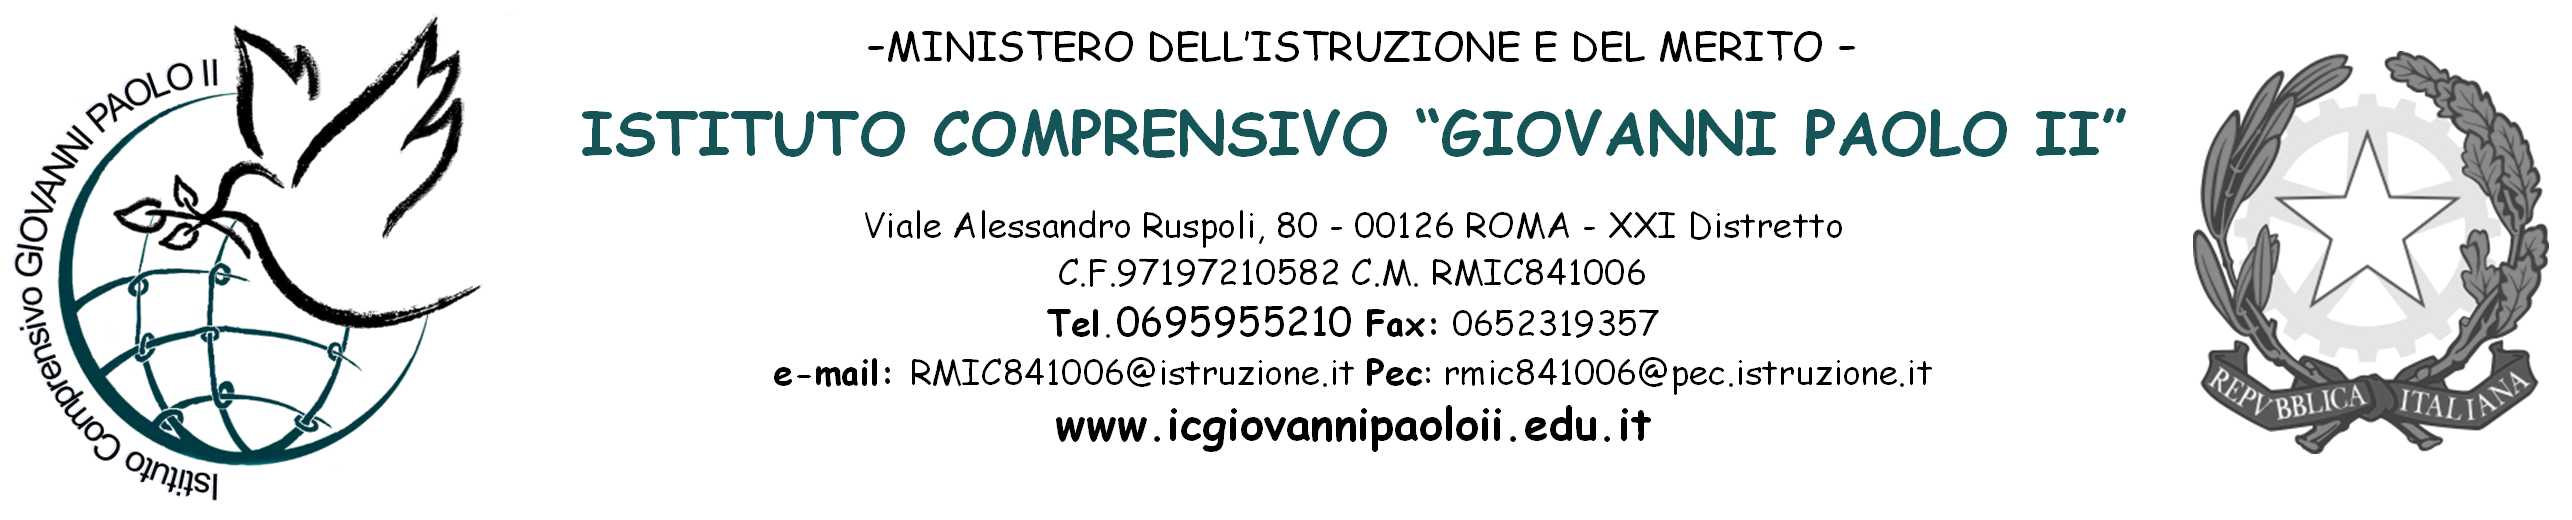 Istituto Comprensivo GIOVANNI PAOLO II
–MINISTERO DELL’ISTRUZIONE E DEL MERITO –
ISTITUTO COMPRENSIVO “GIOVANNI PAOLO II”
Viale Alessandro Ruspoli, 80 - 00126 ROMA - XXI Distretto
C.F.97197210582 C.M. RMIC841006
Tel.0695955210 Fax: 0652319357
e-mail: RMIC841006@istruzione.it Pec: rmic841006@pec.istruzione.it
www.icgiovannipaoloii.edu.it
REPVBBLICA ITALIANA